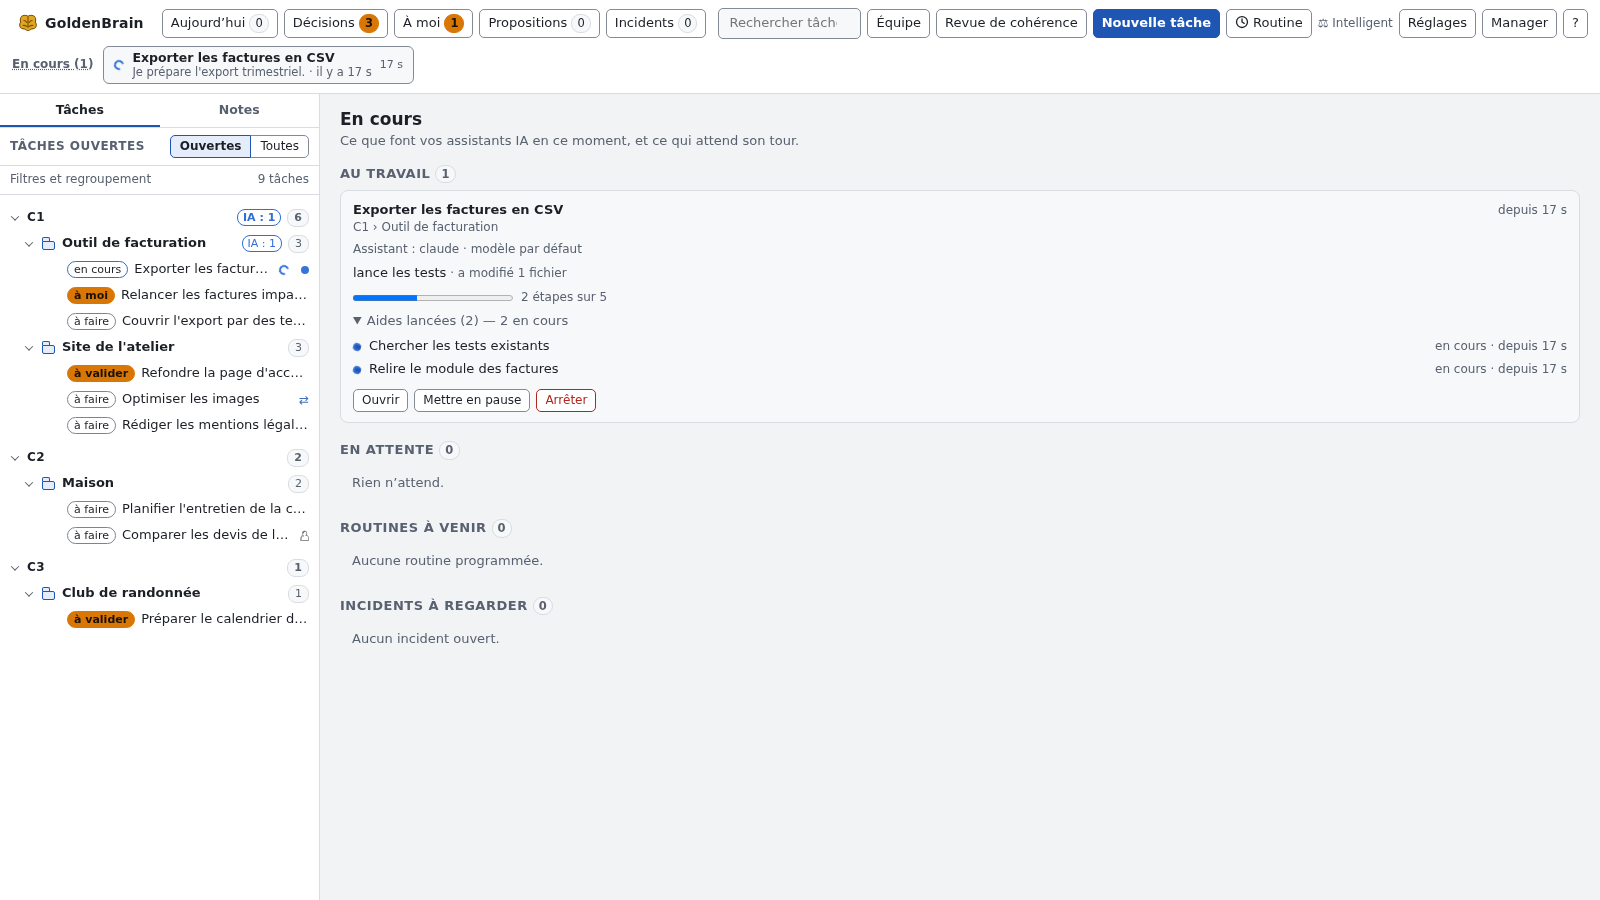 GoldenBrain
Aujourd’hui 0
Décisions 3
À moi 1
Propositions 0
Incidents 0
Rechercher tâch
Équipe
Revue de cohérence
Nouvelle tâche
Routine
Intelligent
Réglages
Manager
?
En cours (1)
Exporter les factures en CSV
Je prépare l'export trimestriel. · il y a 17 s
17 s
Tâches
Notes
TÂCHES OUVERTES
Ouvertes
Toutes
Filtres et regroupement
9 tâches
C1 IA : 1 6
Outil de facturation IA : 1 3
en cours Exporter les factur…
à moi Relancer les factures impa…
à faire Couvrir l'export par des te…
Site de l'atelier 3
à valider Refondre la page d'acc…
à faire Optimiser les images
à faire Rédiger les mentions légal…
C2 2
Maison 2
à faire Planifier l'entretien de la c…
à faire Comparer les devis de l…
C3 1
Club de randonnée 1
à valider Préparer le calendrier d…
En cours
Ce que font vos assistants IA en ce moment, et ce qui attend son tour.
AU TRAVAIL 1
Exporter les factures en CSV
depuis 17 s
C1 › Outil de facturation
Assistant : claude · modèle par défaut
lance les tests · a modifié 1 fichier
2 étapes sur 5
Aides lancées (2) — 2 en cours
Chercher les tests existants
en cours · depuis 17 s
Relire le module des factures
en cours · depuis 17 s
Ouvrir
Mettre en pause
Arrêter
EN ATTENTE 0
Rien n’attend.
ROUTINES À VENIR 0
Aucune routine programmée.
INCIDENTS À REGARDER 0
Aucun incident ouvert.